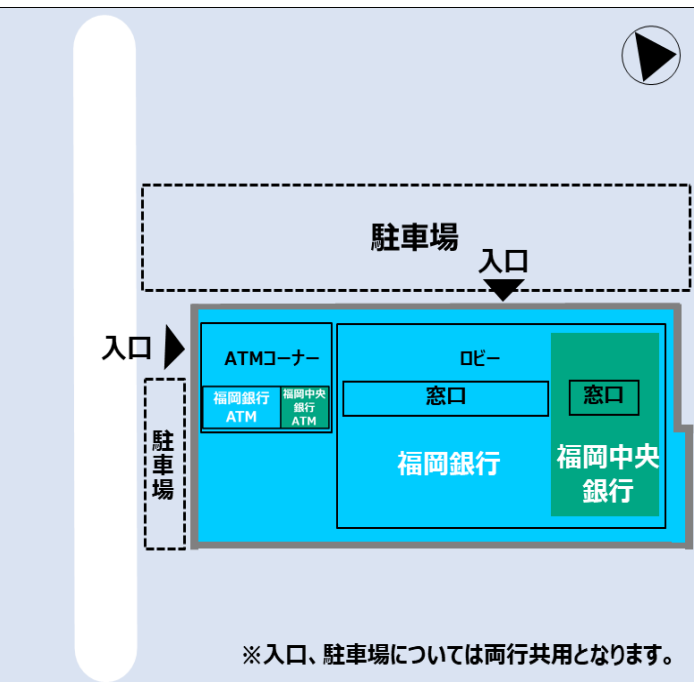 駐車場
入口
入口
ATMコーナー
福岡銀行
ATM
福岡中央
銀行
ATM
ロビー
窓口
窓口
福岡銀行
福岡中央
銀行
駐
車
場
※入口、駐車場については両行共用となります。